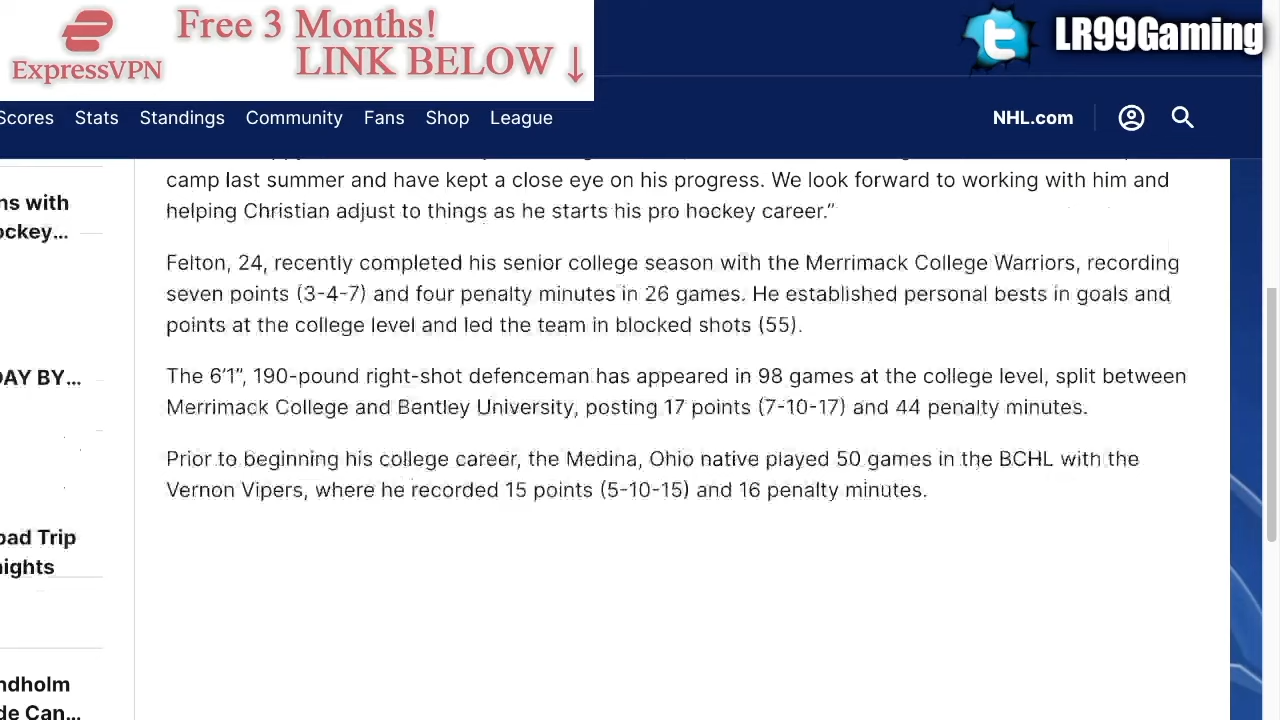 Free 3 Months!
LINK BELOW ↓
ExpressVPN
LR99Gaming
Scores Stats Standings Community Fans Shop League NHL.com
camp last summer and have kept a close eye on his progress. We look forward to working with him and
helping Christian adjust to things as he starts his pro hockey career.”
Felton, 24, recently completed his senior college season with the Merrimack College Warriors, recording
seven points (3-4-7) and four penalty minutes in 26 games. He established personal bests in goals and
points at the college level and led the team in blocked shots (55).
The 6’1”, 190-pound right-shot defenceman has appeared in 98 games at the college level, split between
Merrimack College and Bentley University, posting 17 points (7-10-17) and 44 penalty minutes.
Prior to beginning his college career, the Medina, Ohio native played 50 games in the BCHL with the
Vernon Vipers, where he recorded 15 points (5-10-15) and 16 penalty minutes.
ns with
ockey...
DAY BY...
oad Trip
nights
ndholm
de Can...